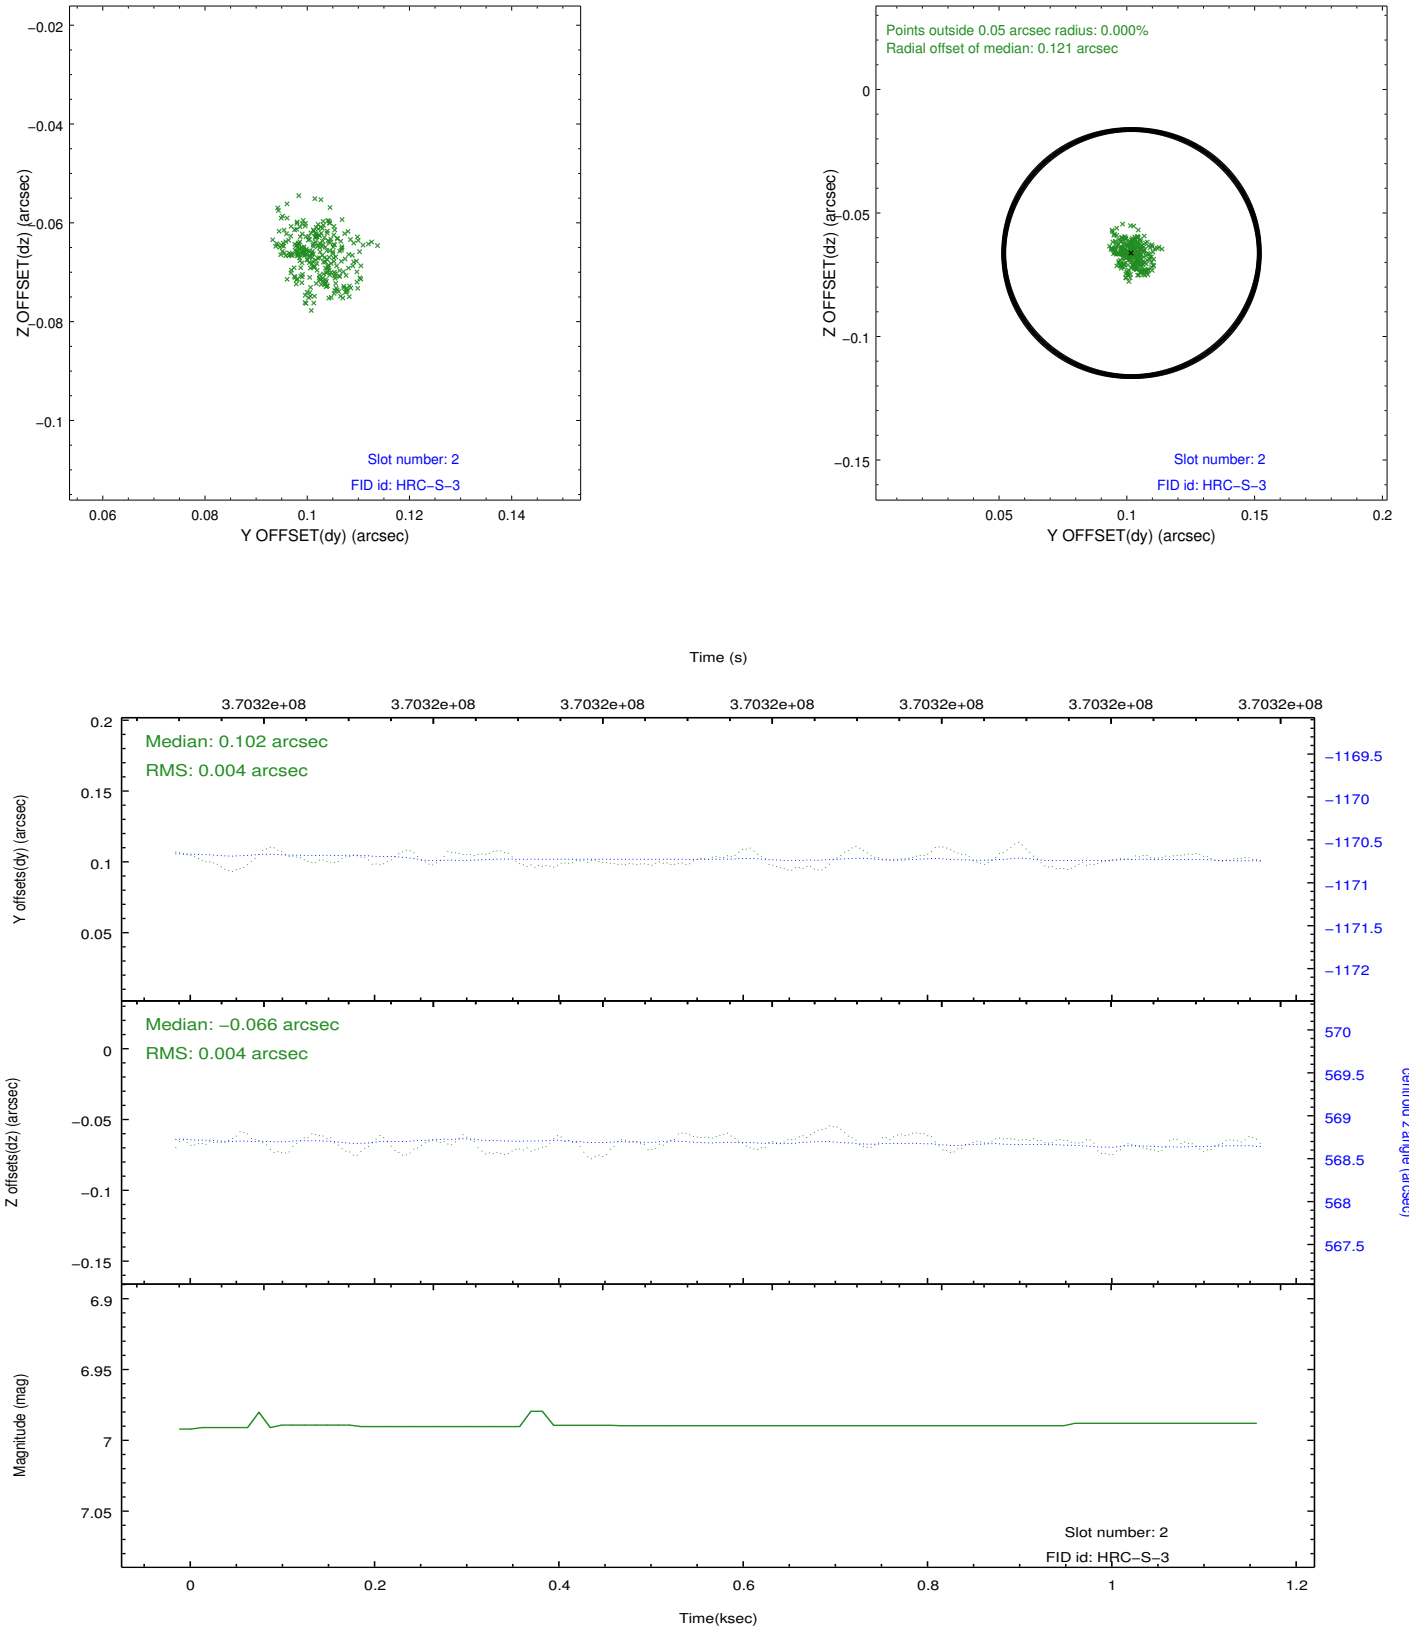 −0.02
−0.04
−0.06
−0.08
−0.1
Z OFFSET(dz) (arcsec)
Slot number: 2
FID id: HRC−S−3
0.06 0.08 0.1 0.12 0.14
Y OFFSET(dy) (arcsec)
Points outside 0.05 arcsec radius: 0.000%
Radial offset of median: 0.121 arcsec
0
−0.05
−0.1
−0.15
Z OFFSET(dz) (arcsec)
Slot number: 2
FID id: HRC−S−3
0.05 0.1 0.15 0.2
Y OFFSET(dy) (arcsec)
Time (s)
3.7032e+08 3.7032e+08 3.7032e+08 3.7032e+08 3.7032e+08 3.7032e+08 3.7032e+08
Median: 0.102 arcsec
RMS: 0.004 arcsec
0.2
0.15
0.1
0.05
Y offsets(dy) (arcsec)
−1169.5
−1170
−1170.5
−1171
−1171.5
−1172
Median: −0.066 arcsec
RMS: 0.004 arcsec
0
−0.05
−0.1
−0.15
Z offsets(dz) (arcsec)
570
569.5
569
568.5
568
567.5
centroid z angle (arcsec)
6.9
6.95
7
7.05
Magnitude (mag)
Slot number: 2
FID id: HRC−S−3
0 0.2 0.4 0.6 0.8 1 1.2
Time(ksec)